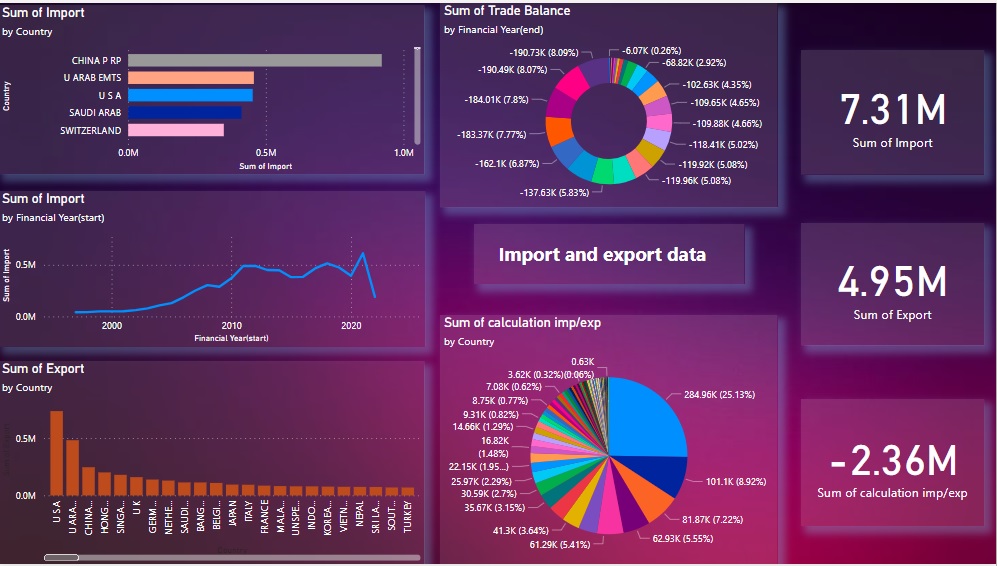 Sum of Import
by Country
Country
CHINA P RP
U ARAB EMTS
U S A
SAUDI ARAB
SWITZERLAND
0.0M
0.5M
1.0M
Sum of Import
Sum of Import
by Financial Year(start)
Sum of Import
0.5M
0.0M
2000
2010
2020
Financial Year(start)
Sum of Export
by Country
0.5M
0.0M
U S A
U ARA...
CHINA...
HONG...
SINGA...
U K
GERM...
NETHE...
SAUDI...
BANG...
BELGI...
JAPAN
ITALY
FRANCE
MALA...
UNSPE...
INDO...
KOREA...
VIETN...
NEPAL
SRI LA...
SOUT...
TURKEY
Country
Sum of Trade Balance
by Financial Year(end)
-190.73K (8.09%)
-6.07K (0.26%)
-190.49K (8.07%)
-68.82K (2.92%)
-184.01K (7.8%)
-102.63K (4.35%)
-109.65K (4.65%)
-183.37K (7.77%)
-109.88K (4.66%)
-118.41K (5.02%)
-162.1K (6.87%)
-119.92K (5.08%)
-119.96K (5.08%)
-137.63K (5.83%)
Import and export data
Sum of calculation imp/exp
by Country
0.63K
(0.06%)
3.62K (0.32%)
7.08K (0.62%)
8.75K (0.77%)
9.31K (0.82%)
14.66K (1.29%)
16.82K
(1.48%)
22.15K (1.95...)
25.97K (2.29%)
30.59K (2.7%)
35.67K (3.15%)
41.3K (3.64%)
61.29K (5.41%)
284.96K (25.13%)
101.1K (8.92%)
81.87K (7.22%)
62.93K (5.55%)
7.31M
Sum of Import
4.95M
Sum of Export
-2.36M
Sum of calculation imp/exp